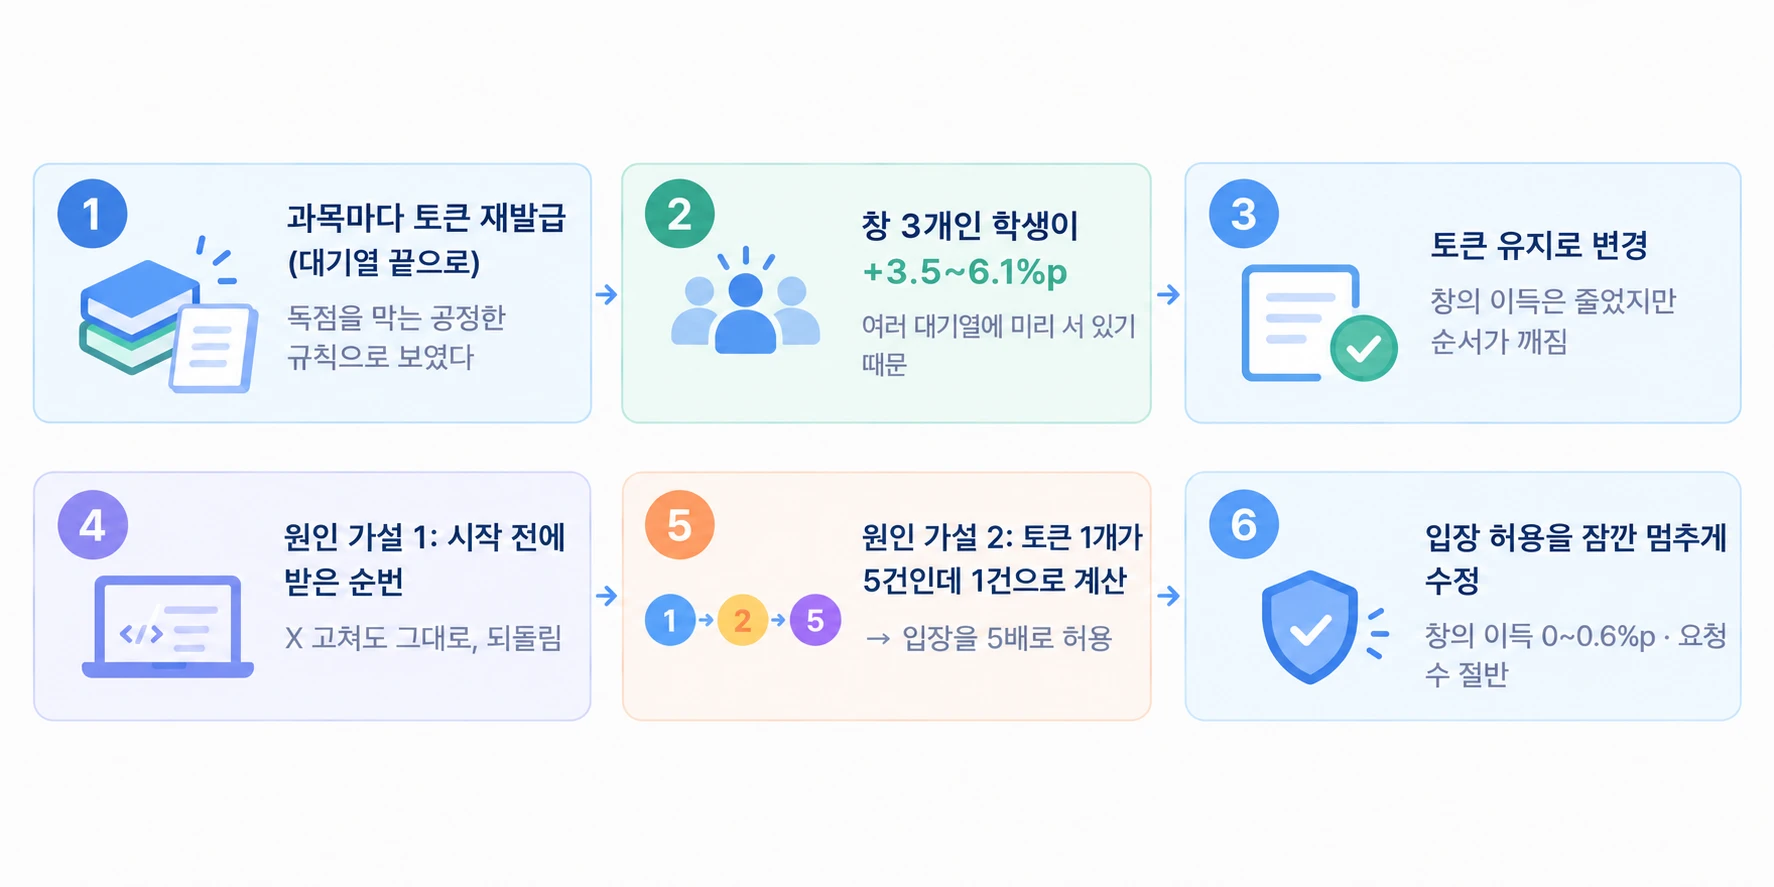 1
과목마다 토큰 재발급
(대기열 끝으로)
독점을 막는 공정한
규칙으로 보였다
2
창 3개인 학생이
+3.5~6.1%p
여러 대기열에 미리 서 있기
때문
3
토큰 유지로 변경
창의 이득은 줄었지만
순서가 깨짐
4
원인 가설 1: 시작 전에
받은 순번
X 고쳐도 그대로, 되돌림
</>
5
원인 가설 2: 토큰 1개가
5건인데 1건으로 계산
→ 입장을 5배로 허용
1 → 2 → 5
6
입장 허용을 잠깐 멈추게
수정
창의 이득 0~0.6%p · 요청
수 절반